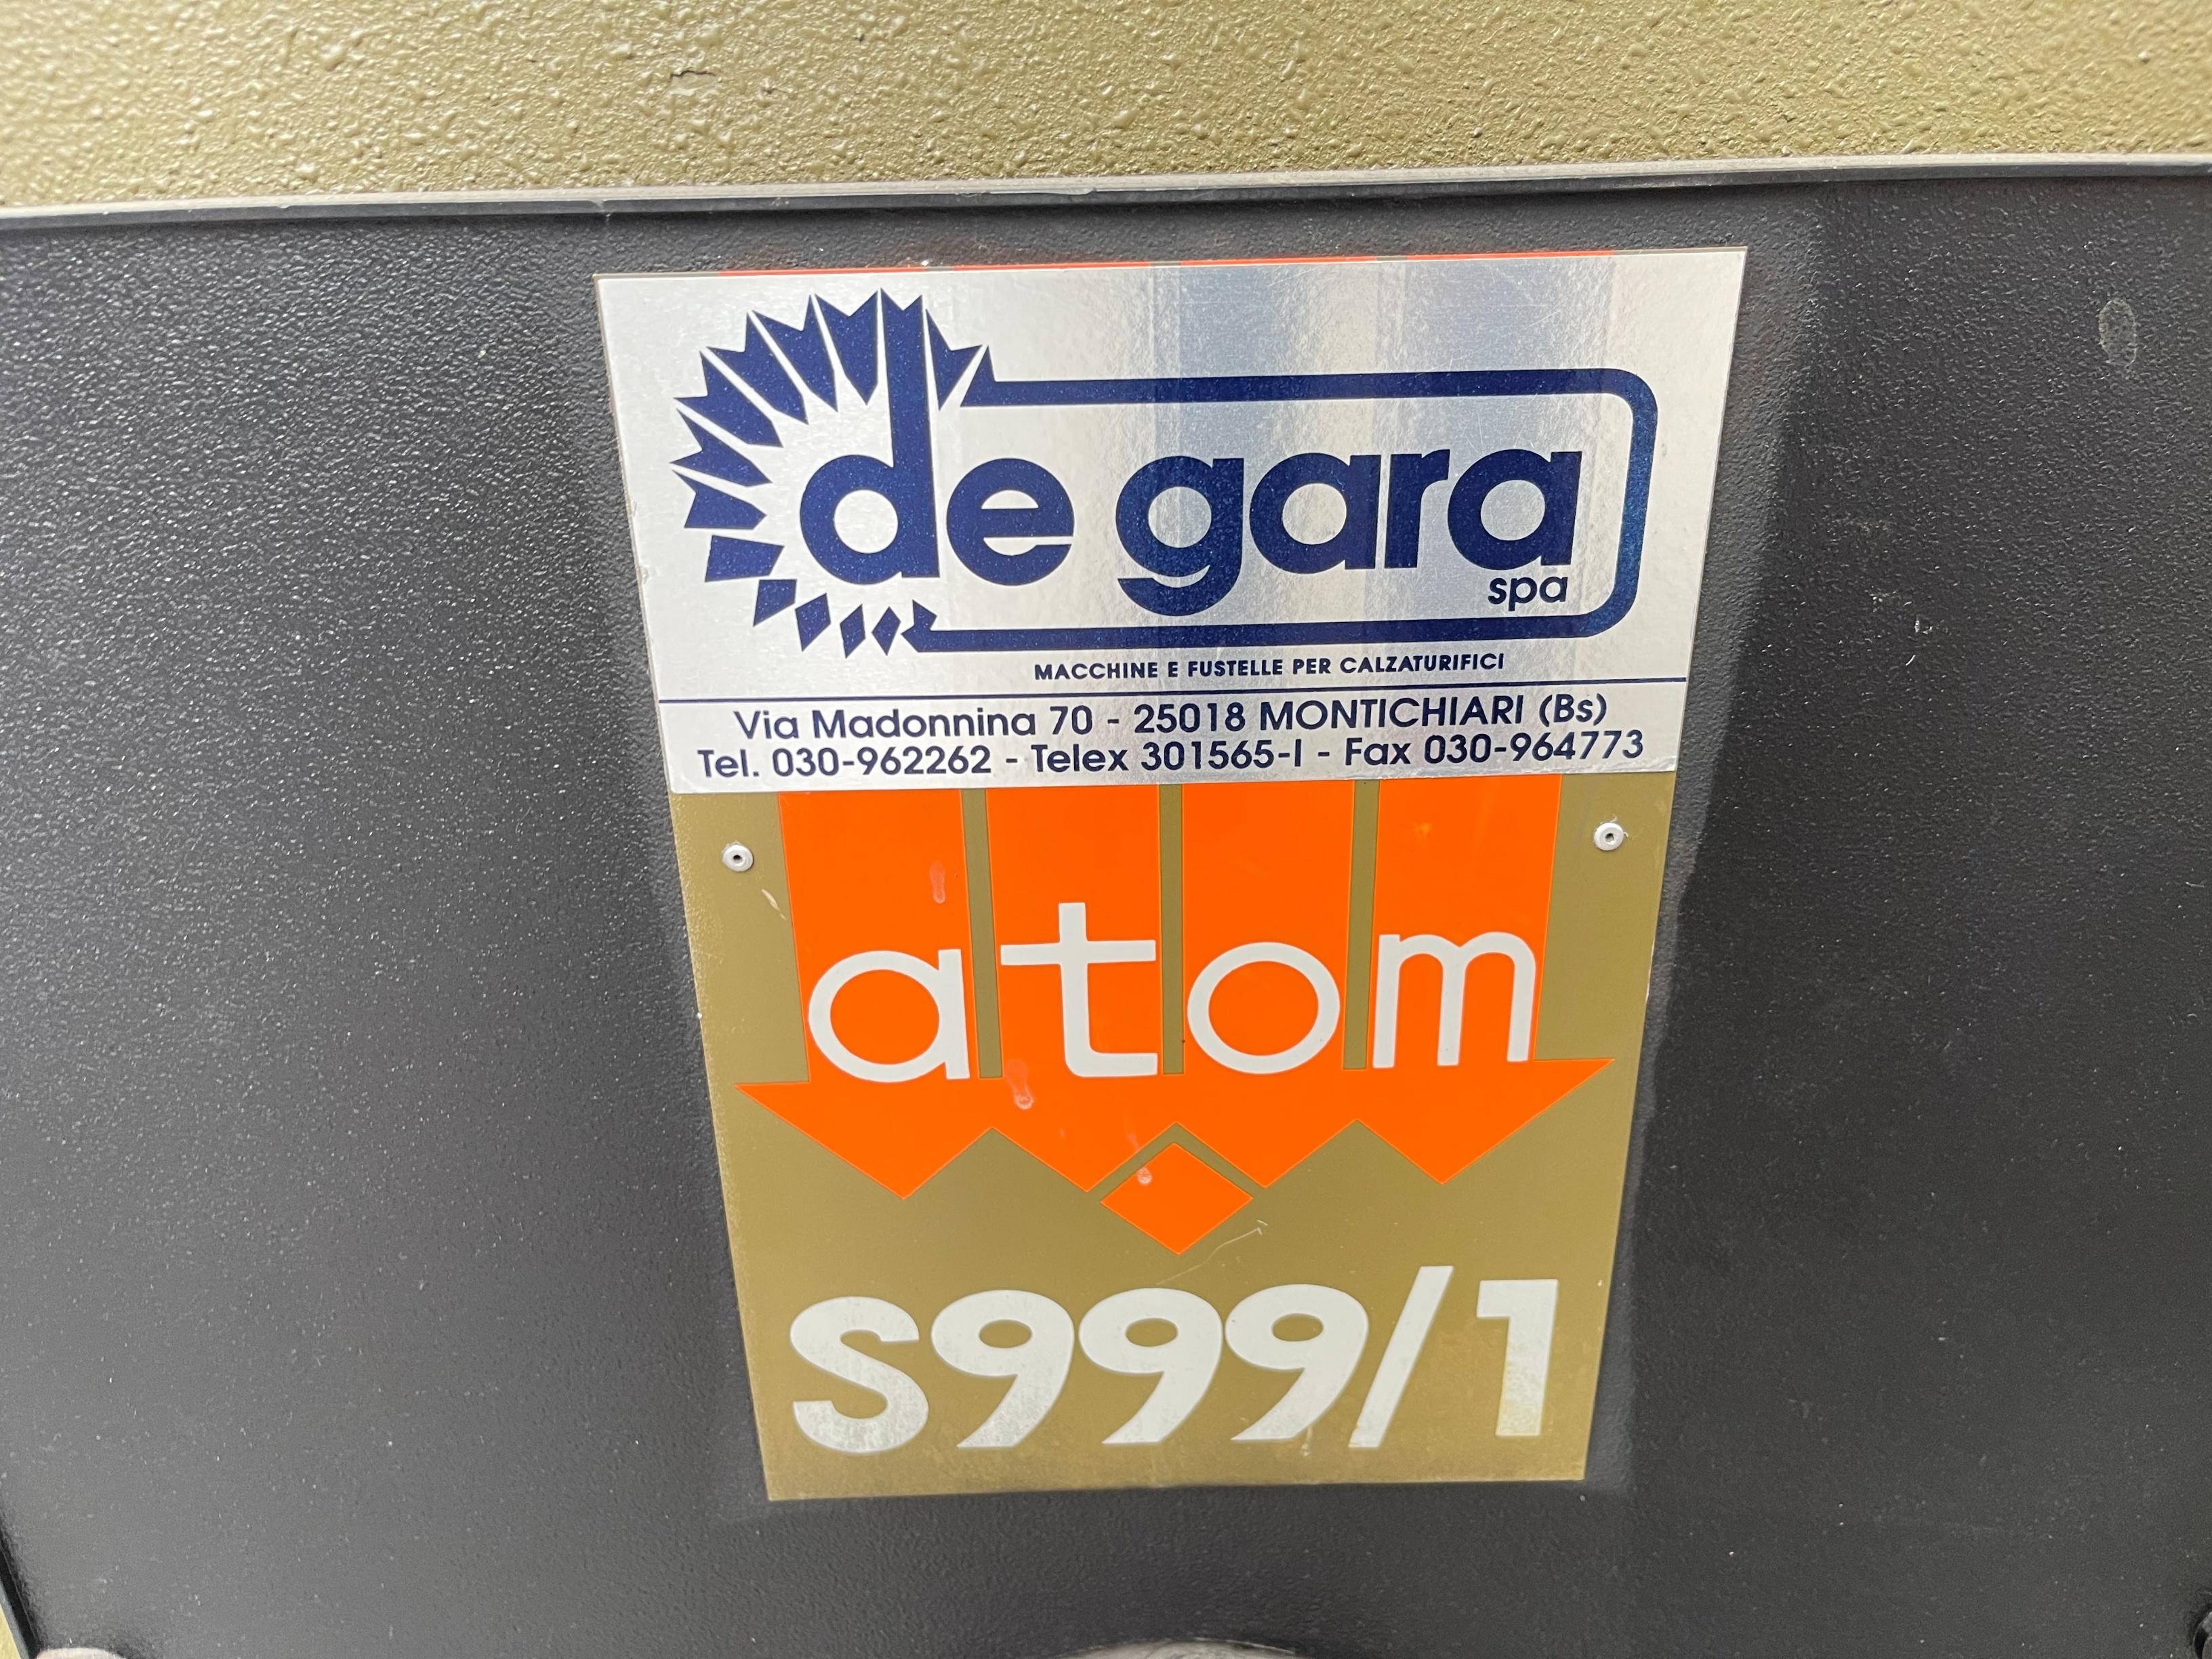 de gara
spa
MACCHINE E FUSTELLE PER CALZATURIFICI
Via Madonnina 70 - 25018 MONTICHIARI (Bs)
Tel. 030-962262 - Telex 301565-I - Fax 030-964773
atom
S999/1